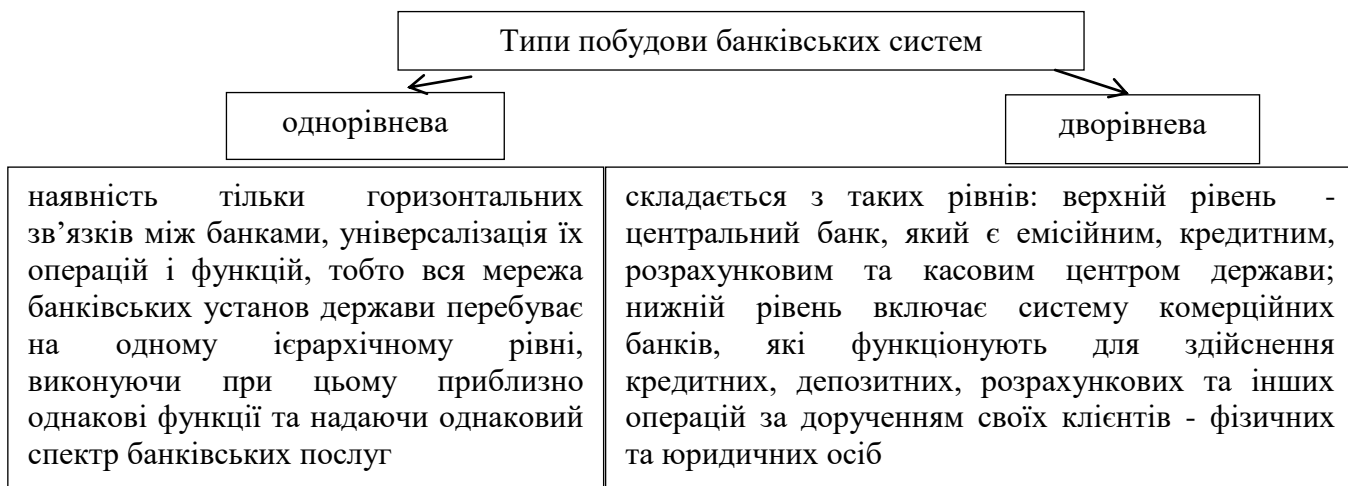 Типи побудови банківських систем
однорівнева
дворівнева
наявність тільки горизонтальних
зв’язків між банками, універсалізація їх
операцій і функцій, тобто вся мережа
банківських установ держави перебуває
на одному ієрархічному рівні,
виконуючи при цьому приблизно
однакові функції та надаючи однаковий
спектр банківських послуг
складається з таких рівнів: верхній рівень -
центральний банк, який є емісійним, кредитним,
розрахунковим та касовим центром держави;
нижній рівень включає систему комерційних
банків, які функціонують для здійснення
кредитних, депозитних, розрахункових та інших
операцій за дорученням своїх клієнтів - фізичних
та юридичних осіб